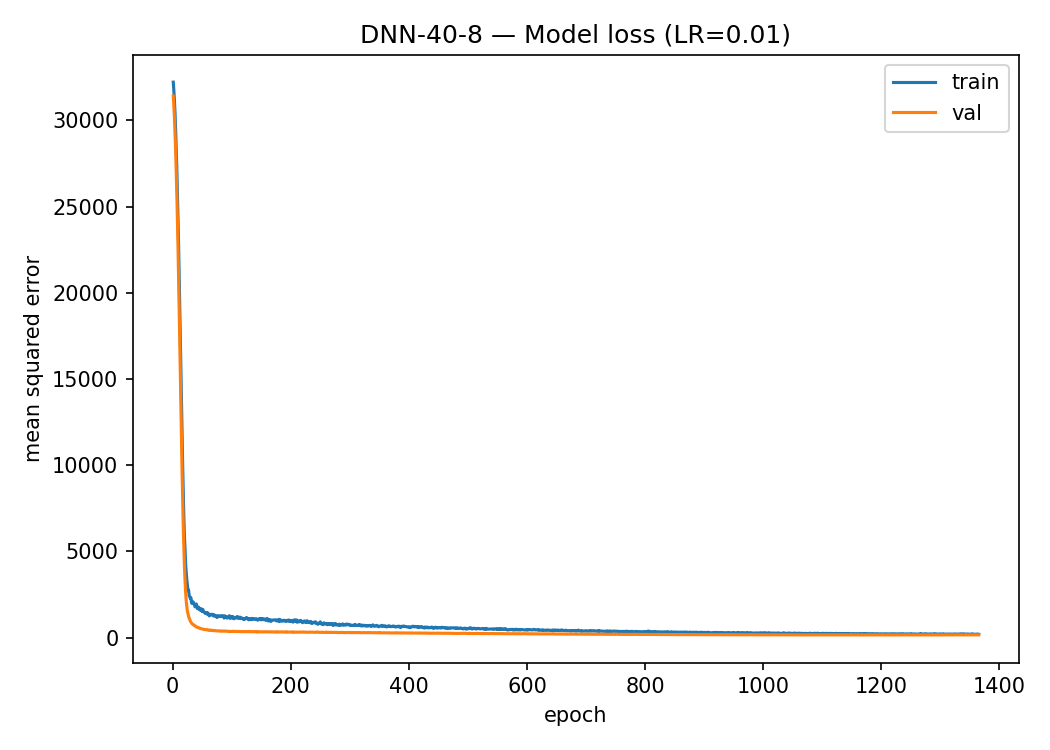 DNN-40-8 — Model loss (LR=0.01)
train
val
mean squared error
30000
25000
20000
15000
10000
5000
0
0 200 400 600 800 1000 1200 1400
epoch